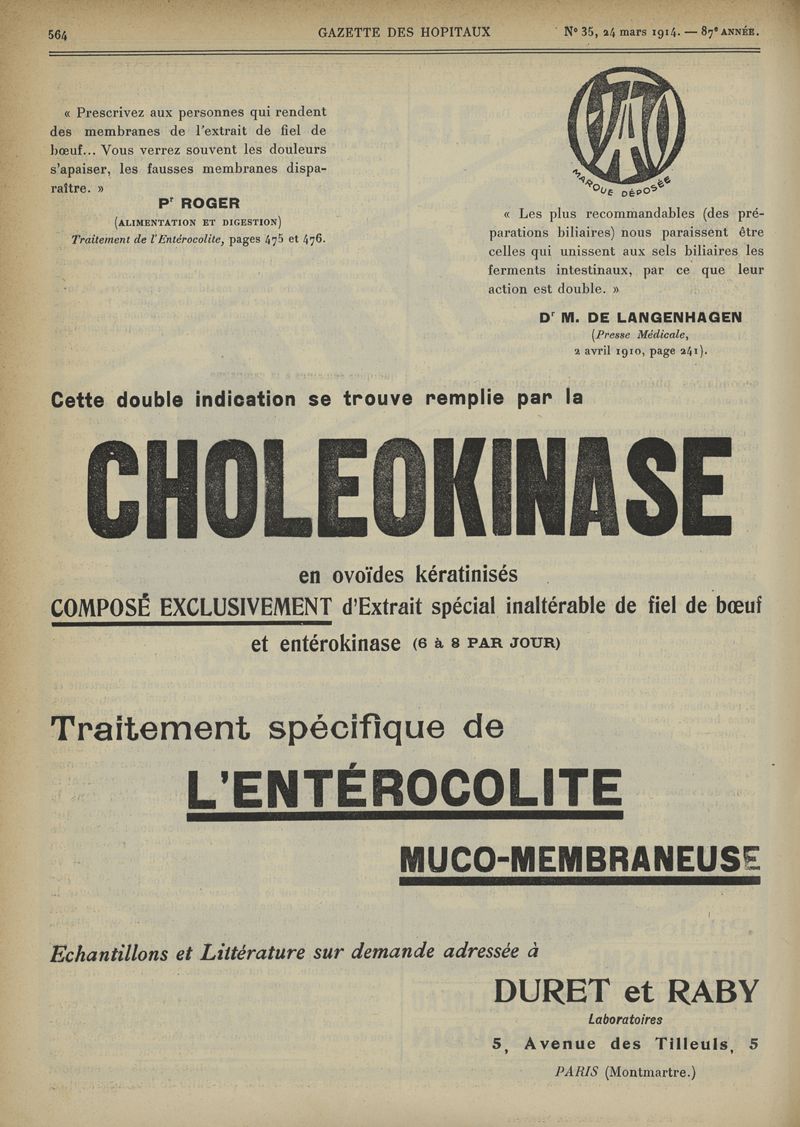 564
GAZETTE DES HOPITAUX
N° 35, 24 mars 1914. — 87e ANNÉE.
« Prescrivez aux personnes qui rendent
des membranes de l'extrait de fiel de
bœuf... Vous verrez souvent les douleurs
s'apaiser, les fausses membranes dispa-
raître. »
Pr ROGER
(ALIMENTATION ET DIGESTION)
Traitement de l'Entérocolite, pages 475 et 476.
MARQUE DÉPOSÉE
« Les plus recommandables (des pré-
parations biliaires) nous paraissent être
celles qui unissent aux sels biliaires les
ferments intestinaux, par ce que leur
action est double. »
Dr M. DE LANGENHAGEN
(Presse Médicale,
2 avril 1910, page 241).
Cette double indication se trouve remplie par la
CHOLEOKINASE
en ovoïdes kératinisés
COMPOSÉ EXCLUSIVEMENT d'Extrait spécial inaltérable de fiel de bœuf
et entérokinase (6 à 8 PAR JOUR)
Traitement spécifique de
L'ENTÉROCOLITE
MUCO-MEMBRANEUSE
Echantillons et Littérature sur demande adressée à
DURET et RABY
Laboratoires
5, Avenue des Tilleuls, 5
PARIS (Montmartre.)